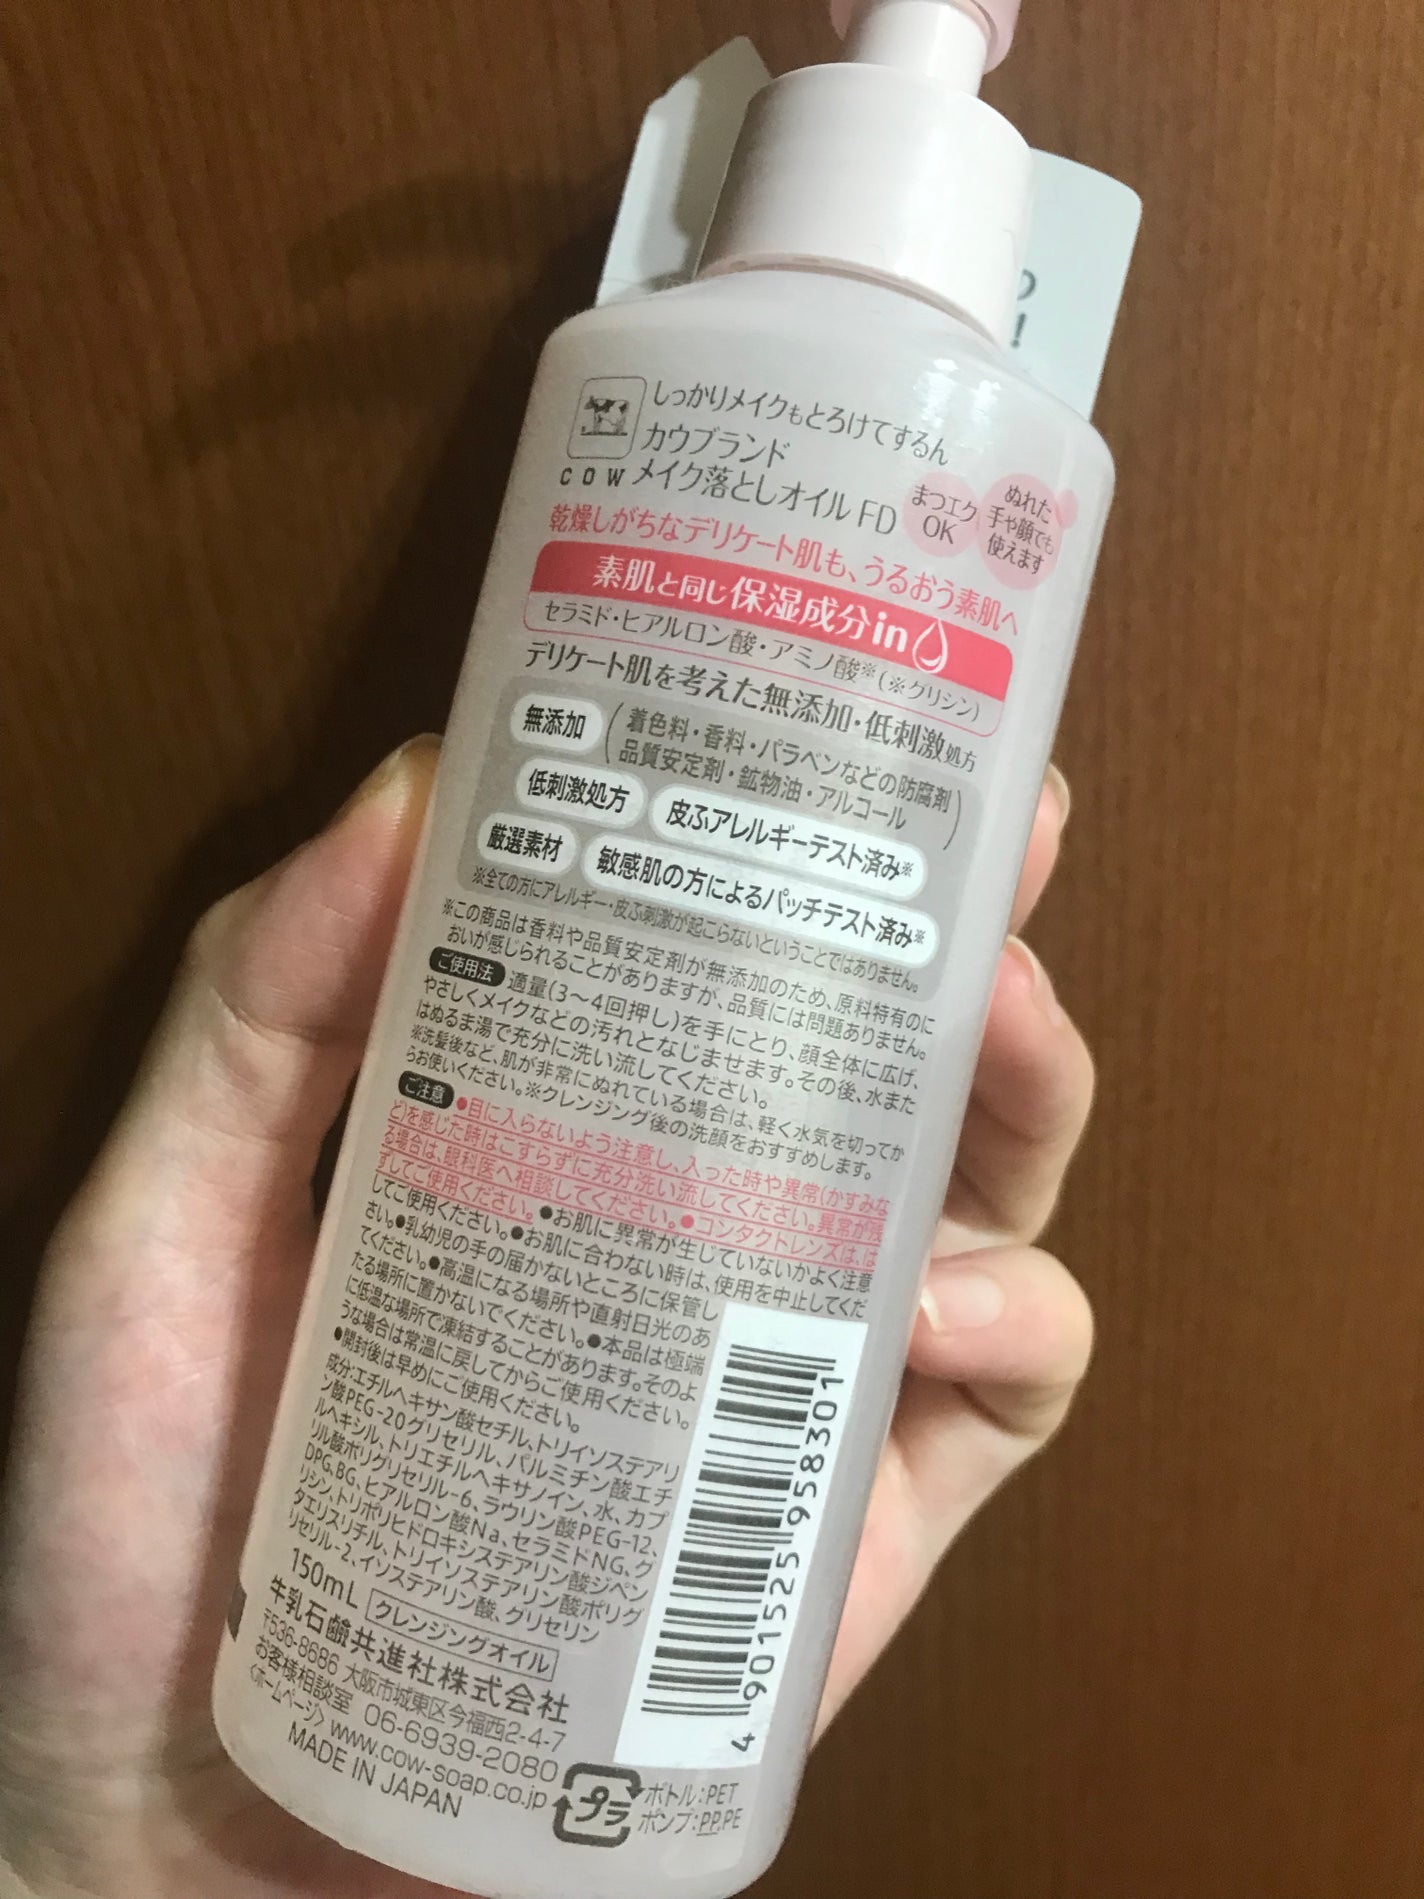 しっかりメイクもとろけてするん
カウブランド
COW
メイク落としオイル FD
まつエク
OK
ぬれた
手や顔でも
使えます
乾燥しがちなデリケート肌も、うるおう素肌へ
素肌と同じ保湿成分in
セラミド・ヒアルロン酸・アミノ酸※(※グリシン)
デリケート肌を考えた無添加・低刺激処方
無添加
(着色料・香料・パラベンなどの防腐剤
品質安定剤・鉱物油・アルコール)
低刺激処方
皮ふアレルギーテスト済み※
厳選素材
敏感肌の方によるパッチテスト済み※
※全ての方にアレルギー・皮ふ刺激が起こらないということではありません。
※この商品は香料や品質安定剤が無添加のため、原料特有のに
おいが感じられることがありますが、品質には問題ありません。
ご使用法 適量(3〜4回押し)を手にとり、顔全体に広げ、
やさしくメイクなどの汚れとなじませます。その後、水また
はぬるま湯で充分に洗い流してください。
※洗髪後など、肌が非常にぬれている場合は、軽く水気を切ってか
らお使いください。※クレンジング後の洗顔をおすすめします。
ご注意 ●目に入らないよう注意し、入った時や異常(かすみな
ど)を感じた時はこすらずに充分洗い流してください。異常が残
る場合は、眼科医へ相談してください。●コンタクトレンズは、は
ずしてご使用ください。●お肌に異常が生じていないかよく注意
してご使用ください。●お肌に合わない時は、使用を中止してくだ
さい。●乳幼児の手の届かないところに保管し
てください。●高温になる場所や直射日光のあ
たる場所に置かないでください。●本品は極端
に低温な場所で凍結することがあります。そのよ
うな場合は常温に戻してからご使用ください。
●開封後は早めにご使用ください。
成分:エチルヘキサン酸セチル、トリイソステアリ
ン酸PEG-20グリセリル、パルミチン酸エチ
ルヘキシル、トリエチルヘキサノイン、水、カプ
リル酸ポリグリセリル-6、ラウリン酸PEG-12、
DPG、BG、ヒアルロン酸Na、セラミドNG、グ
リシン、トリポリヒドロキシステアリン酸ジペン
タエリスリチル、トリイソステアリン酸ポリグ
リセリル-2、イソステアリン酸、グリセリン
150mL クレンジングオイル
牛乳石鹼共進社株式会社
〒536-8686 大阪市城東区今福西2-4-7
お客様相談室 06-6939-2080
〈ホームページ〉www.cow-soap.co.jp
MADE IN JAPAN
プラ
ボトル:PET
ポンプ:PP,PE
4 901525 958301